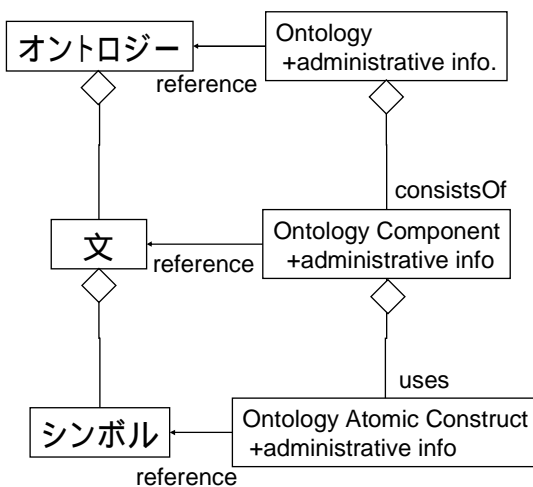 オントロジー
Ontology
+administrative info.
reference
consistsOf
文
Ontology Component
+administrative info
reference
uses
シンボル
Ontology Atomic Construct
+administrative info
reference